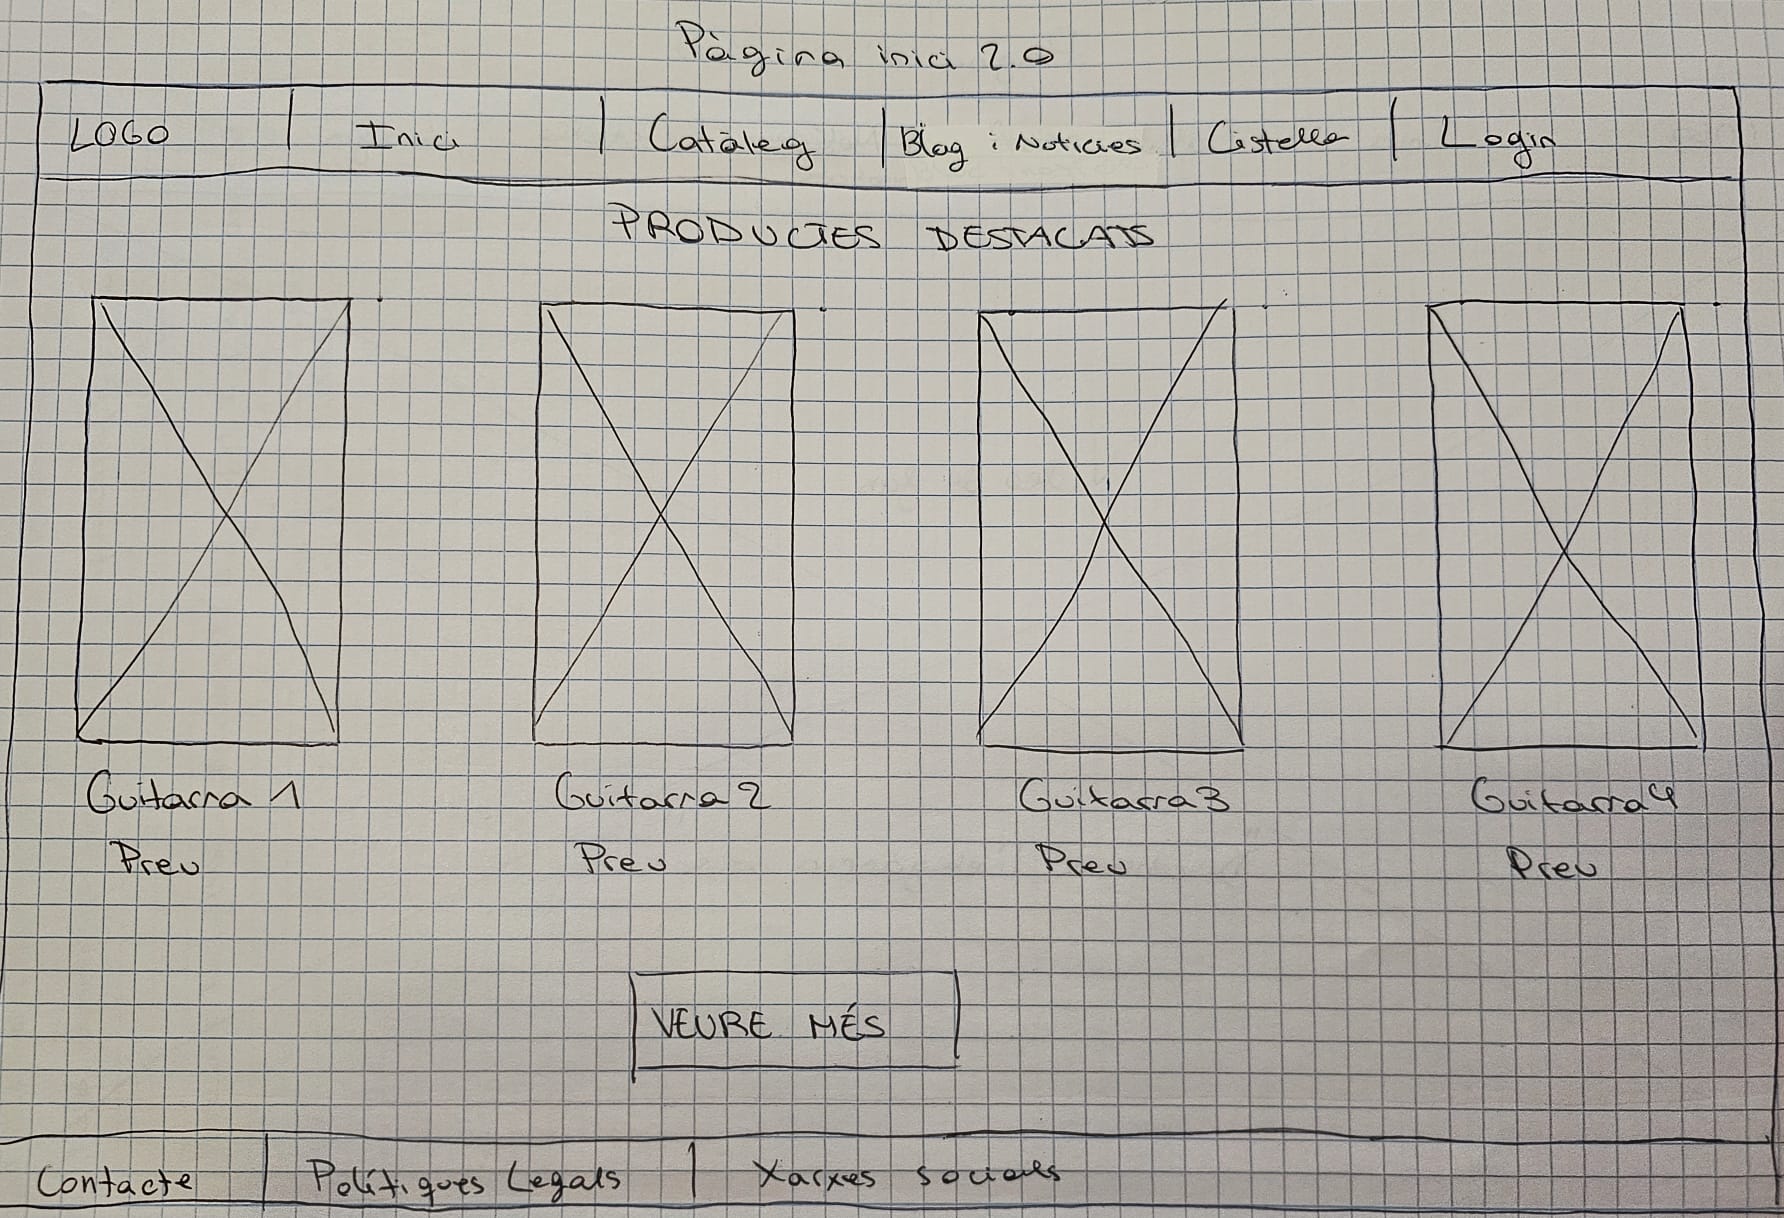 Pàgina inici 2.0
LOGO | Inici | Catàleg | Blog i Noticies | Cistella | Login
PRODUCTES DESTACATS
Guitarra 1 Guitarra 2 Guitarra 3 Guitarra 4
Preu Preu Preu Preu
VEURE MÉS
Contacte | Polítiques Legals | Xarxes socials